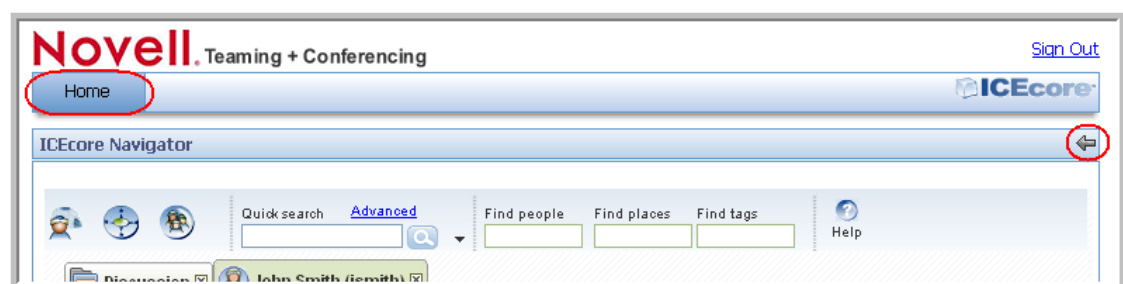 Novell. Teaming + Conferencing
Sign Out
Home
ICEcore
ICEcore Navigator
Quick search Advanced Find people Find places Find tags
Help
Discussion John Smith (jsmith)